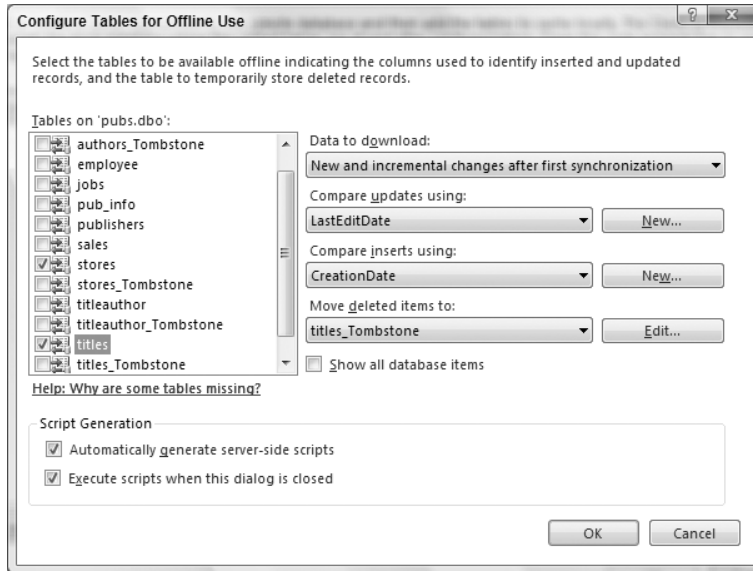 Configure Tables for Offline Use
Select the tables to be available offline indicating the columns used to identify inserted and updated
records, and the table to temporarily store deleted records.
Tables on 'pubs.dbo':
authors_Tombstone
employee
jobs
pub_info
publishers
sales
stores
stores_Tombstone
titleauthor
titleauthor_Tombstone
titles
titles_Tombstone
Help: Why are some tables missing?
Data to download:
New and incremental changes after first synchronization
Compare updates using:
LastEditDate
New...
Compare inserts using:
CreationDate
New...
Move deleted items to:
titles_Tombstone
Edit...
Show all database items
Script Generation
Automatically generate server-side scripts
Execute scripts when this dialog is closed
OK
Cancel